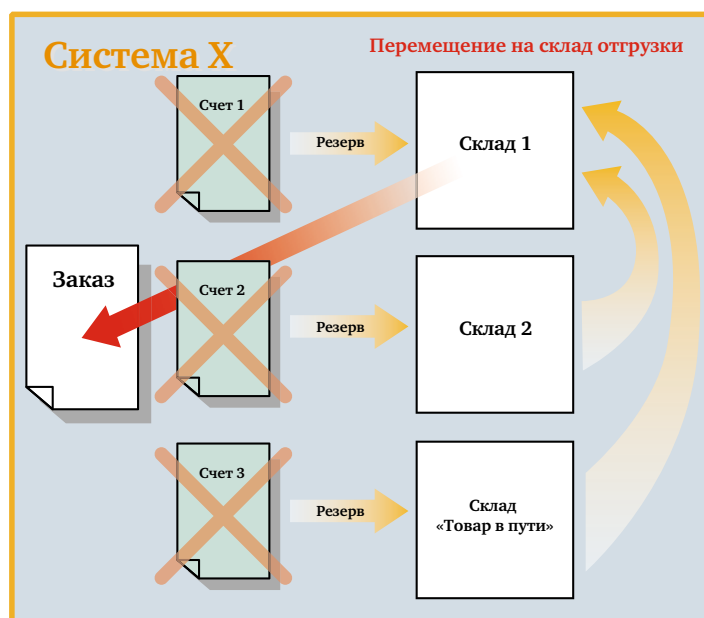 Система X
Перемещение на склад отгрузки
Счет 1
Резерв
Склад 1
Заказ
Счет 2
Резерв
Склад 2
Счет 3
Резерв
Склад
«Товар в пути»